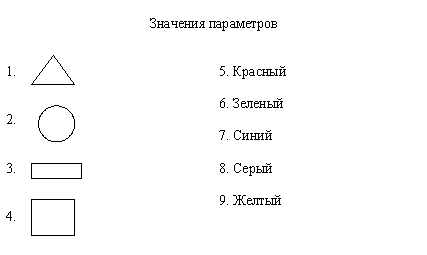 Значения параметров
1.
2.
3.
4.
5. Красный
6. Зеленый
7. Синий
8. Серый
9. Желтый